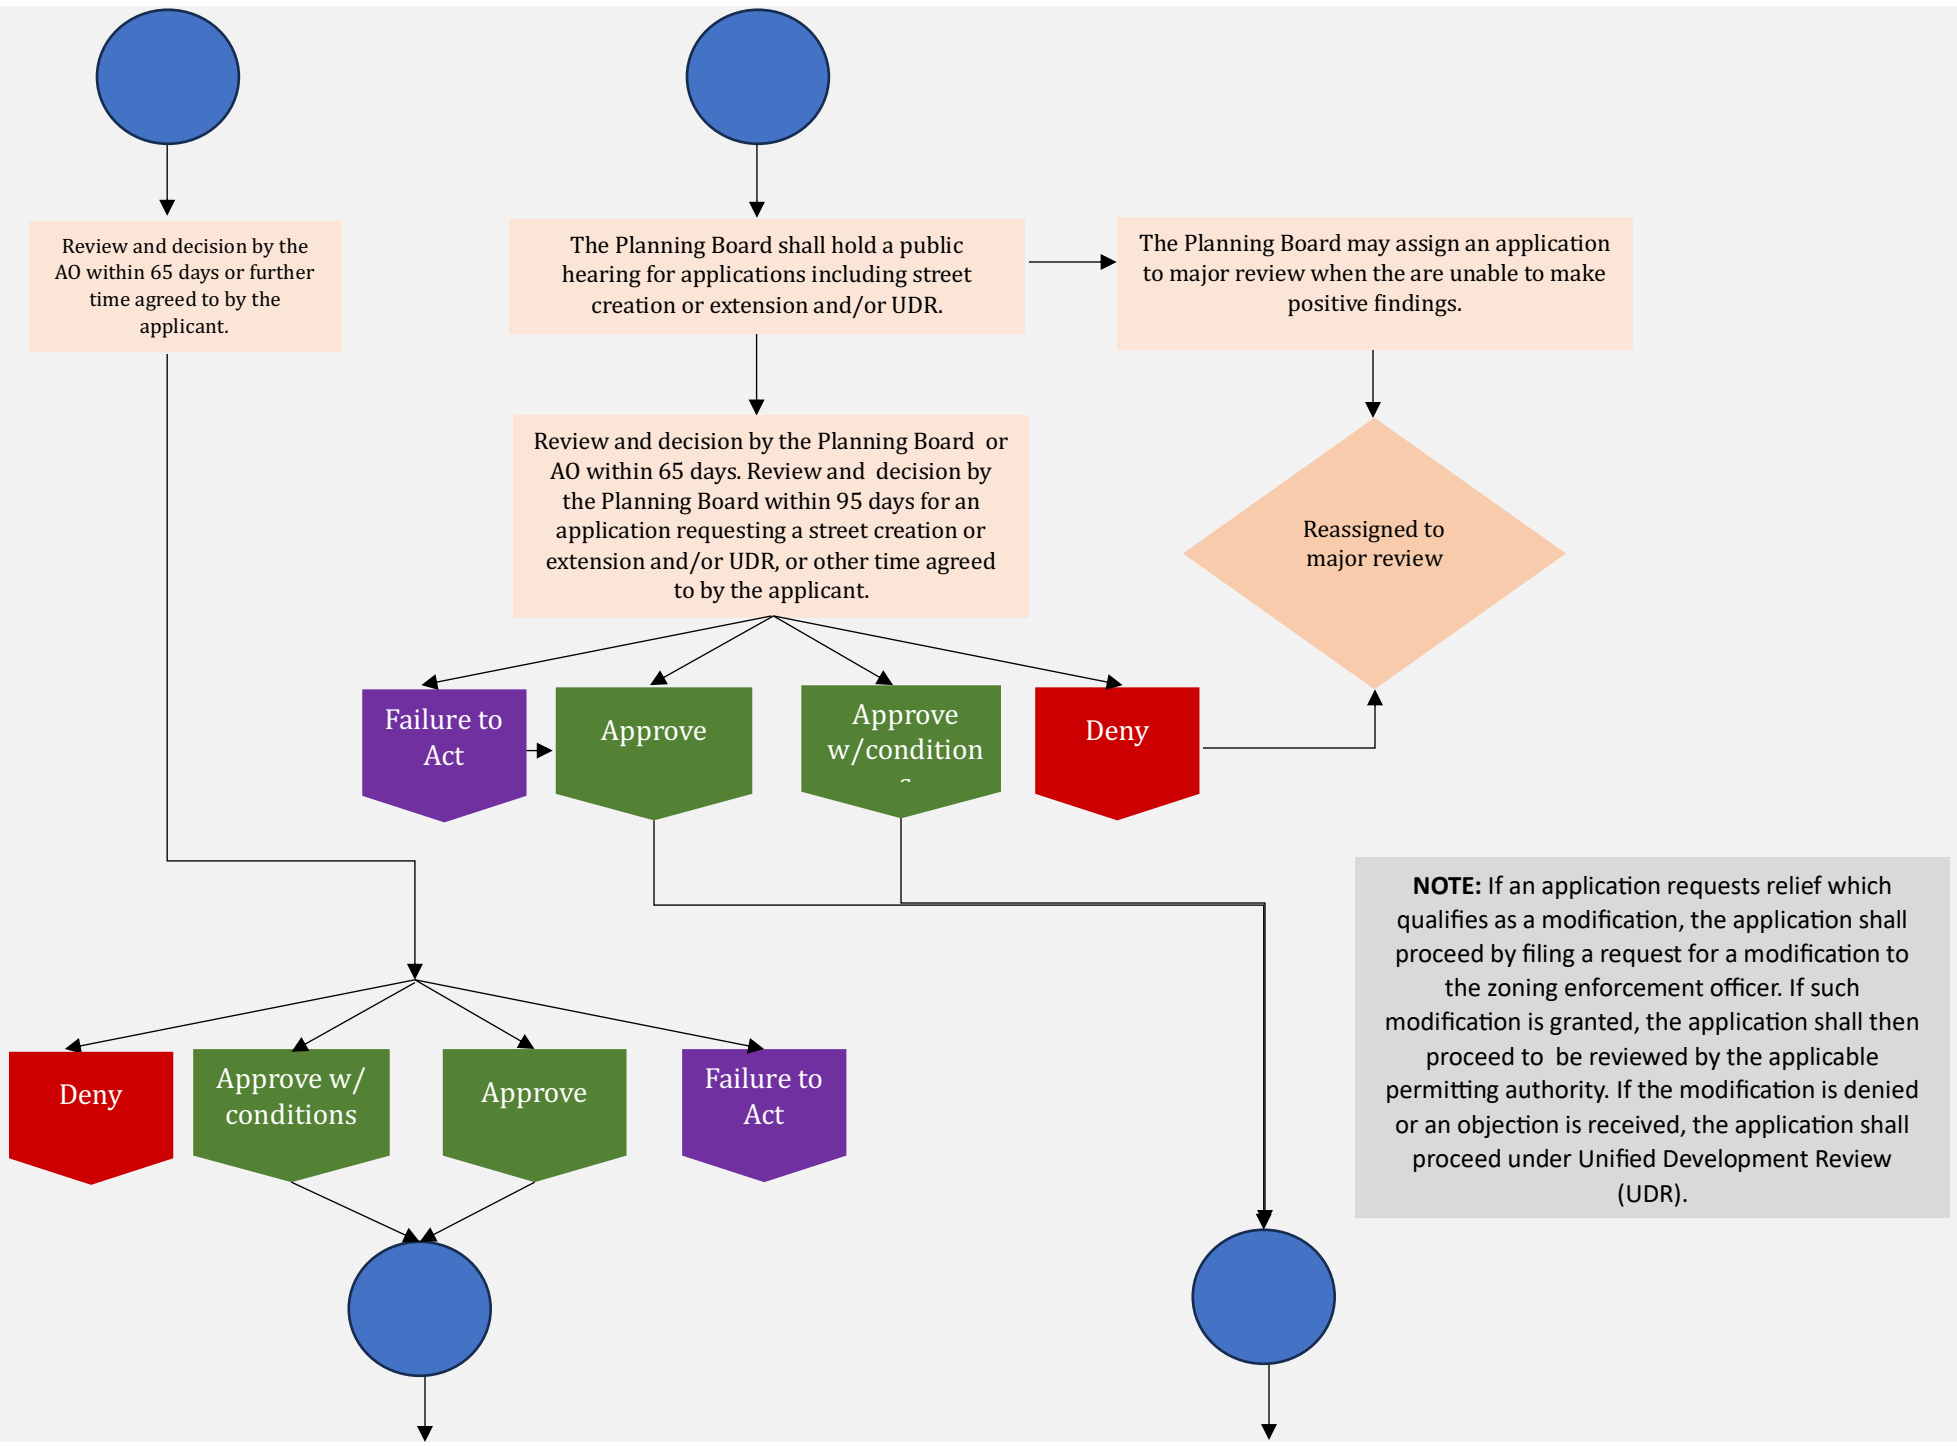 Review and decision by the
AO within 65 days or further
time agreed to by the
applicant.
The Planning Board shall hold a public
hearing for applications including street
creation or extension and/or UDR.
The Planning Board may assign an application
to major review when the are unable to make
positive findings.
Review and decision by the Planning Board or
AO within 65 days. Review and decision by
the Planning Board within 95 days for an
application requesting a street creation or
extension and/or UDR, or other time agreed
to by the applicant.
Reassigned to
major review
Failure to
Act
Approve
Approve
w/condition
s
Deny
NOTE: If an application requests relief which
qualifies as a modification, the application shall
proceed by filing a request for a modification to
the zoning enforcement officer. If such
modification is granted, the application shall then
proceed to be reviewed by the applicable
permitting authority. If the modification is denied
or an objection is received, the application shall
proceed under Unified Development Review
(UDR).
Deny
Approve w/
conditions
Approve
Failure to
Act